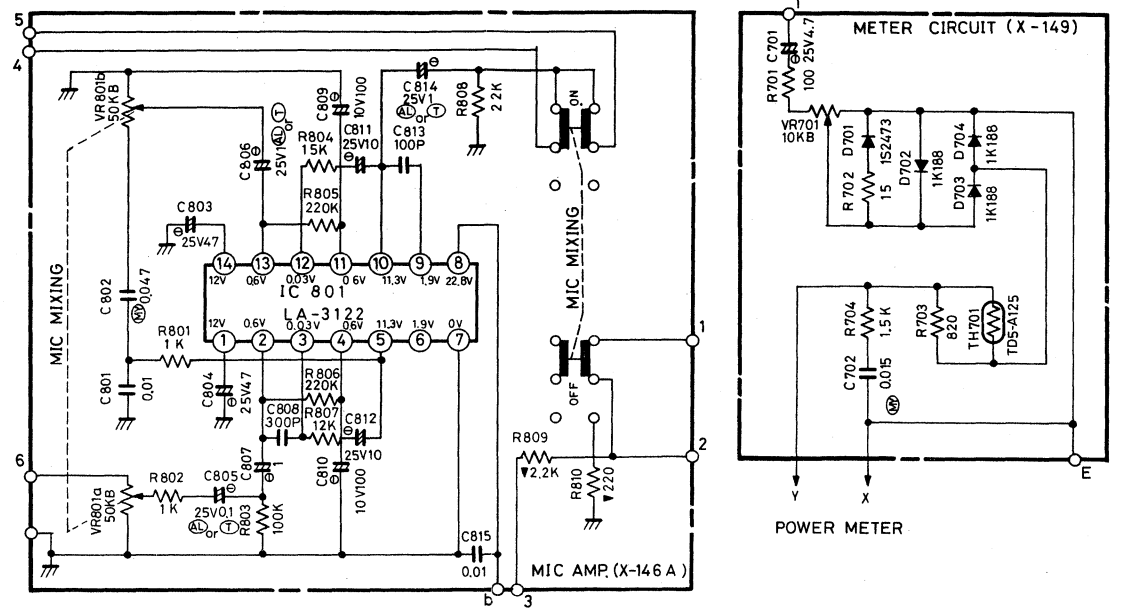 5
4
VR801b
50KB
C806
25V1
AL or T
C809
10V100
R804
15K
C811
25V10
C814
25V1
AL or T
C813
100P
R808
22K
ON
R805
220K
C803
25V47
MIC MIXING
MIC MIXING
14 13 12 11 10 9 8
12V 0.6V 0.03V 0.6V 11.3V 1.9V 22.8V
IC 801
LA-3122
12V 0.6V 0.03V 0.6V 11.3V 1.9V 0V
1 2 3 4 5 6 7
C802
MY 0.047
R801
1K
C801
0.01
C804
25V47
R806
220K
C808
300P
R807
12K
C812
25V10
C807
1
C810
10V100
OFF
1
2
R809
▼2.2K
R810
▼220
6
VR801a
50KB
R802
1K
C805
25V0.1
AL or T
R803
100K
C815
0.01
MIC AMP. (X-146A)
b 3
1
METER CIRCUIT (X-149)
C701
25V4.7
R701
100
VR701
10KB
D701
1S2473
R702
15
D702
1K188
D704
1K188
D703
1K188
R704
1.5K
R703
820
TH701
TD5-A125
C702
0.015
MY
E
Y X
POWER METER